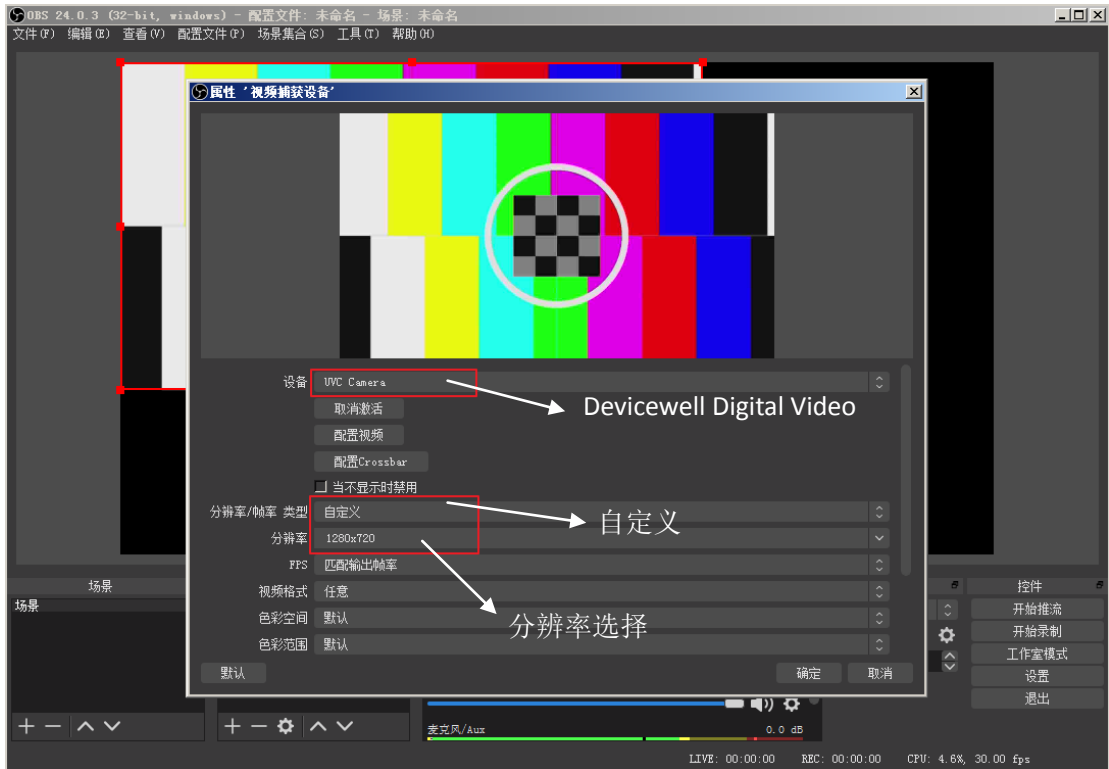 OBS 24.0.3 (32-bit, windows) - 配置文件: 未命名 - 场景: 未命名
文件(F) 编辑(E) 查看(V) 配置文件(P) 场景集合(S) 工具(T) 帮助(H)
属性 '视频捕获设备'
设备 UVC Camera
Devicewell Digital Video
取消激活
配置视频
配置Crossbar
当不显示时禁用
分辨率/帧率 类型 自定义
自定义
分辨率 1280x720
FPS 匹配输出帧率
视频格式 任意
色彩空间 默认
分辨率选择
色彩范围 默认
默认 确定 取消
场景 控件
场景
开始推流
开始录制
工作室模式
设置
退出
麦克风/Aux 0.0 dB
LIVE: 00:00:00 REC: 00:00:00 CPU: 4.6%, 30.00 fps